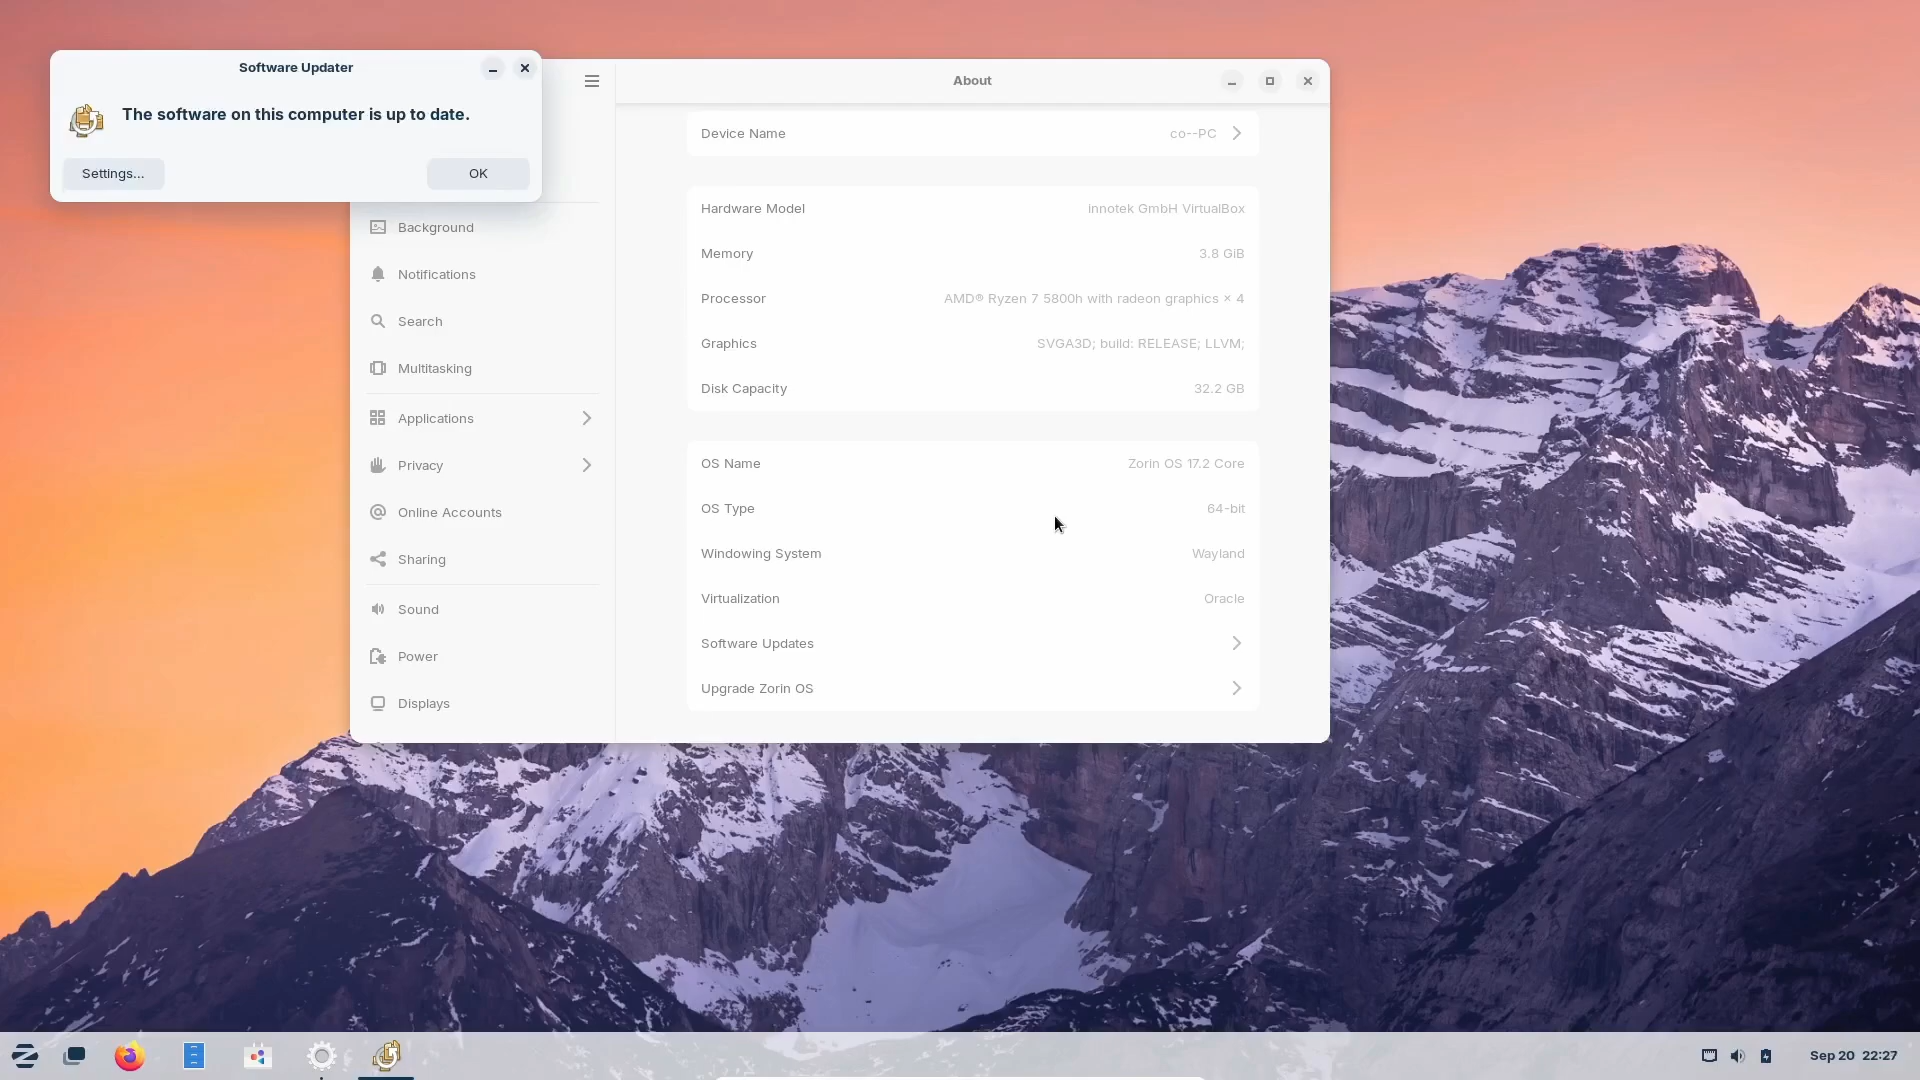 Software Updater
The software on this computer is up to date.
Settings...
OK
Background
Notifications
Search
Multitasking
Applications
Privacy
Online Accounts
Sharing
Sound
Power
Displays
About
Device Name co--PC
Hardware Model innotek GmbH VirtualBox
Memory 3.8 GiB
Processor AMD® Ryzen 7 5800h with radeon graphics × 4
Graphics SVGA3D; build: RELEASE; LLVM;
Disk Capacity 32.2 GB
OS Name Zorin OS 17.2 Core
OS Type 64-bit
Windowing System Wayland
Virtualization Oracle
Software Updates
Upgrade Zorin OS
Sep 20 22:27